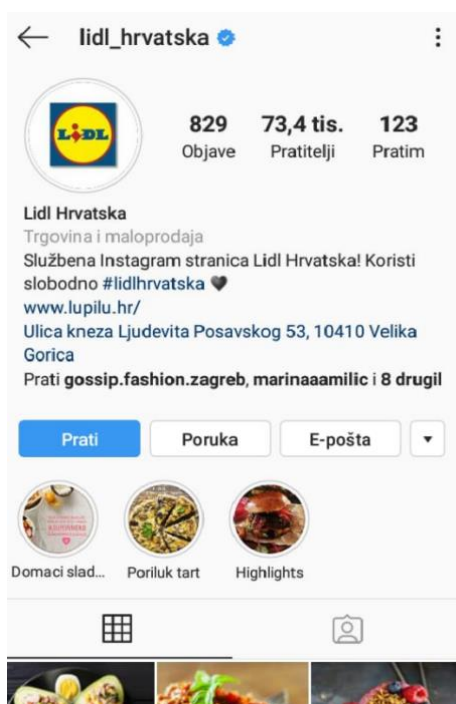 lidl_hrvatska
LIDL
829 73,4 tis. 123
Objave Pratitelji Pratim
Lidl Hrvatska
Trgovina i maloprodaja
Službena Instagram stranica Lidl Hrvatska! Koristi
slobodno #lidlhrvatska 🖤
www.lupilu.hr/
Ulica kneza Ljudevita Posavskog 53, 10410 Velika
Gorica
Prati gossip.fashion.zagreb, marinaaamilic i 8 drugil
Prati Poruka E-pošta
Domaci slad... Poriluk tart Highlights